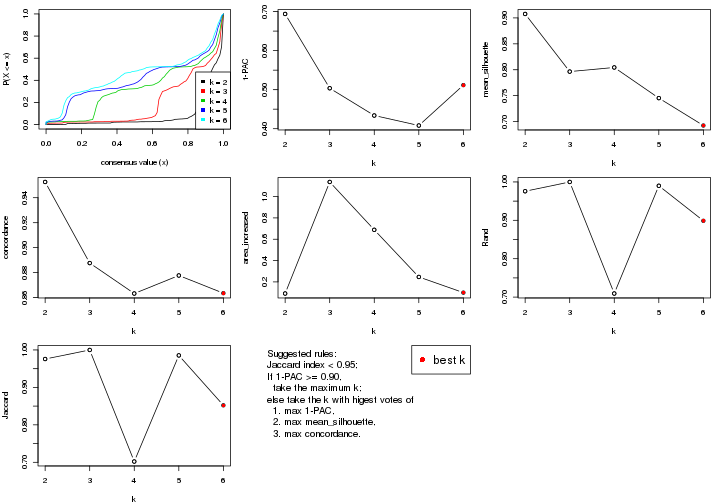 P(X <= x)
0.0 0.2 0.4 0.6 0.8 1.0
0.0 0.2 0.4 0.6 0.8 1.0
consensus value (x)
k = 2
k = 3
k = 4
k = 5
k = 6
1-PAC
0.40 0.50 0.60 0.70
2 3 4 5 6
k
mean_silhouette
0.70 0.75 0.80 0.85 0.90
2 3 4 5 6
k
concordance
0.86 0.88 0.90 0.92 0.94
2 3 4 5 6
k
area_increased
0.2 0.4 0.6 0.8 1.0
2 3 4 5 6
k
Rand
0.70 0.80 0.90 1.00
2 3 4 5 6
k
Jaccard
0.70 0.80 0.90 1.00
2 3 4 5 6
k
Suggested rules:
Jaccard index < 0.95;
If 1-PAC >= 0.90,
take the maximum k;
else take the k with higest votes of
1. max 1-PAC,
2. max mean_silhouette,
3. max concordance.
best k